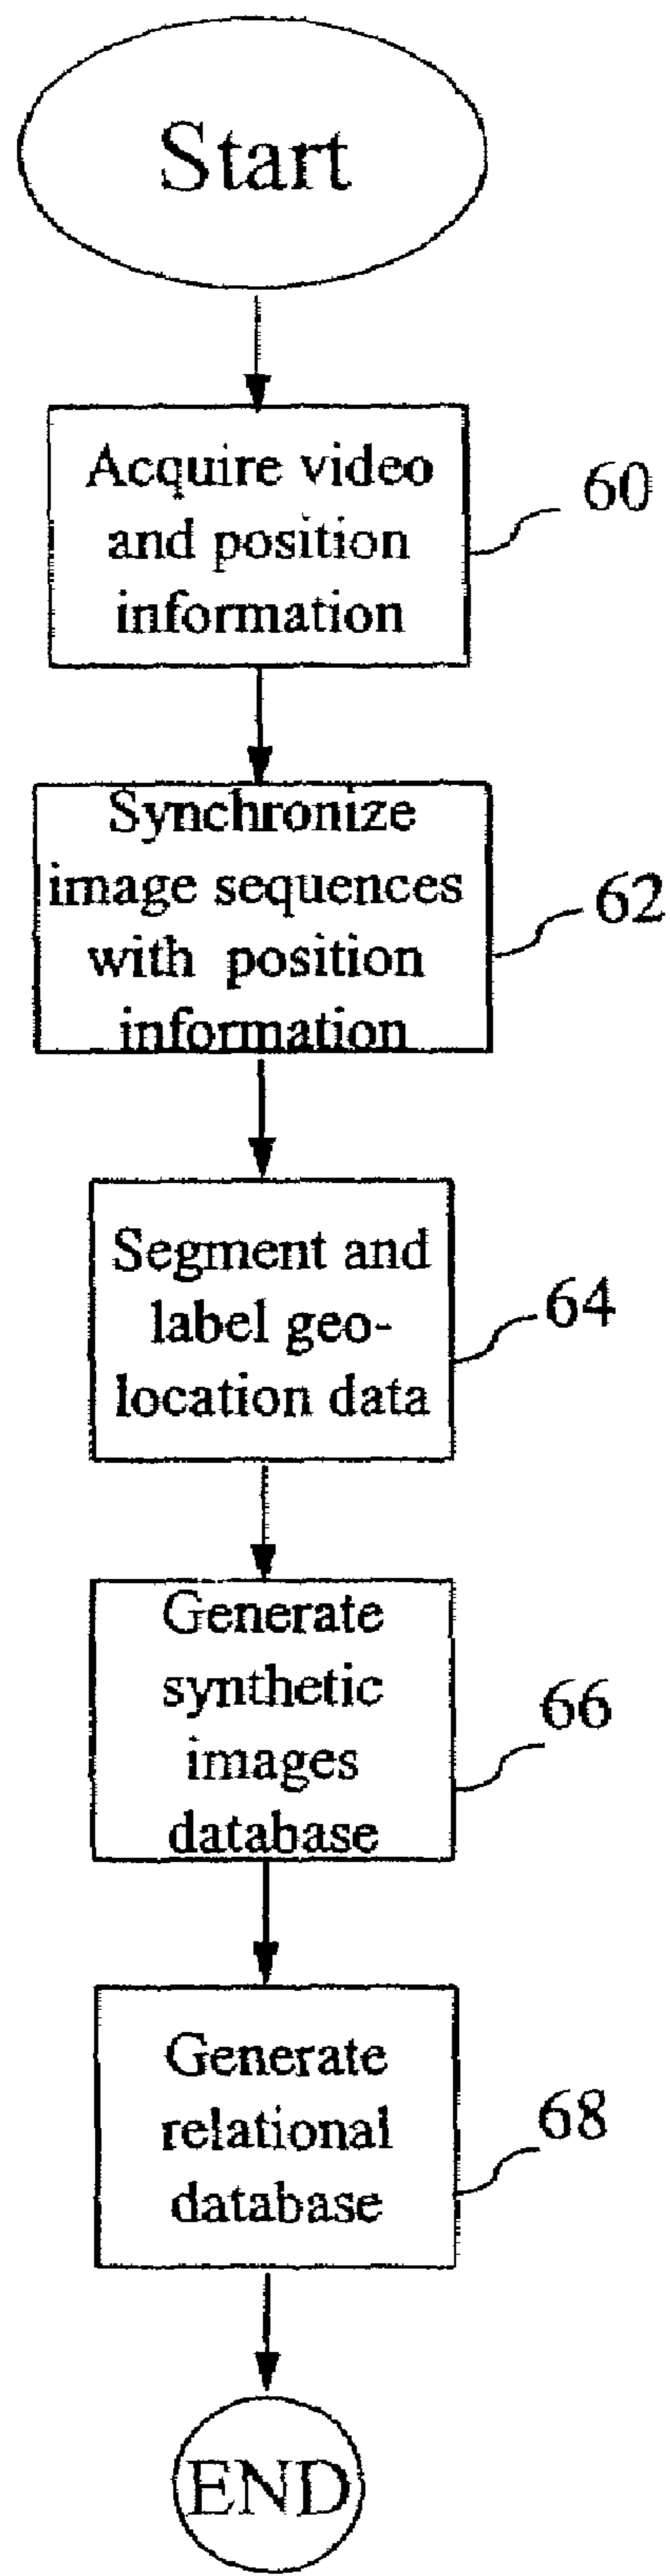 Start
Acquire video
and position
information
60
Synchronize
image sequences
with position
information
62
Segment and
label geo-
location data
64
Generate
synthetic
images
database
66
Generate
relational
database
68
END